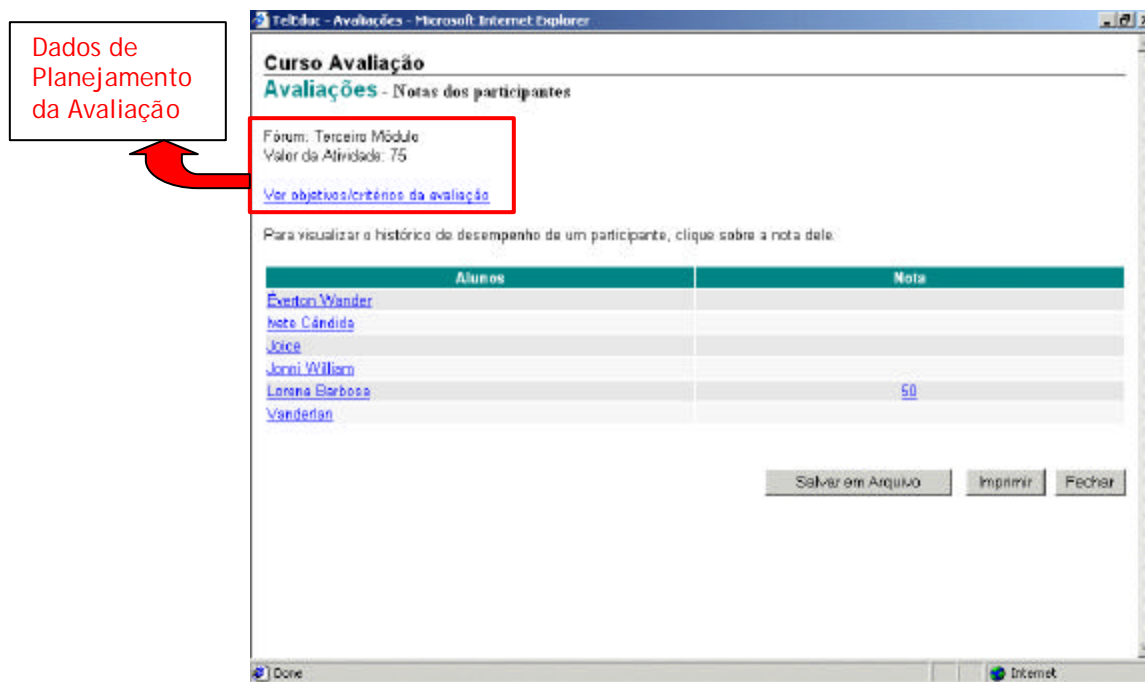 TelEduc - Avaliações - Microsoft Internet Explorer
Dados de
Planejamento
da Avaliação
Curso Avaliação
Avaliações - Notas dos participantes
Fórum: Terceiro Módulo
Valor da Atividade: 75
Ver objetivos/critérios da avaliação
Para visualizar o histórico de desempenho de um participante, clique sobre a nota dele.
Alunos Nota
Éverton Wander
Ivete Cândida
Joice
Jonni William
Lorena Barbosa 50
Vanderlan
Salvar em Arquivo Imprimir Fechar
Done Internet